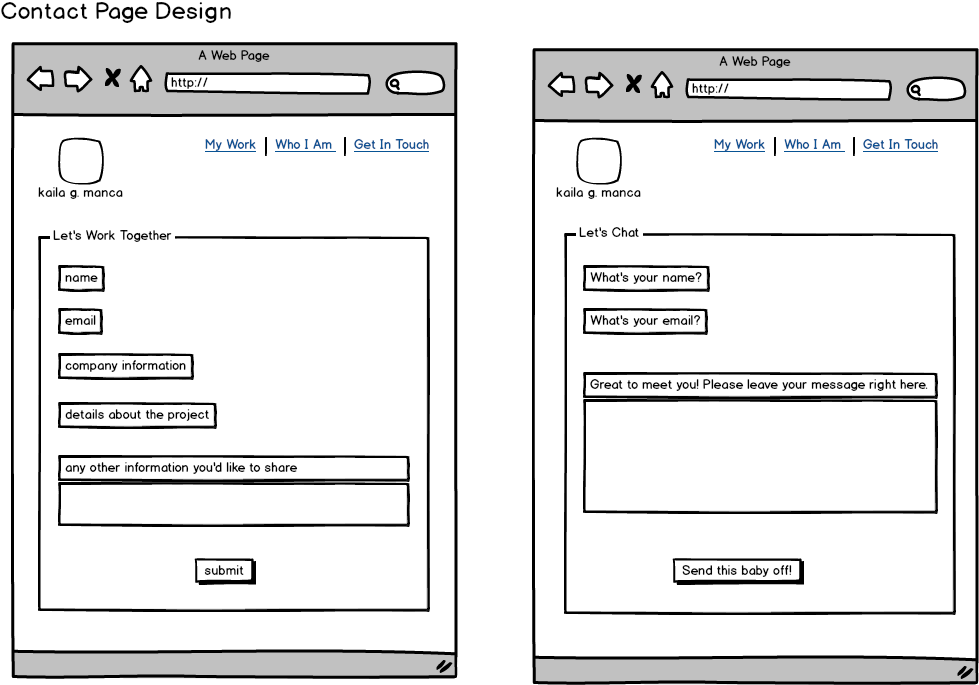 Contact Page Design
A Web Page
http://
My Work
Who I Am
Get In Touch
kaila g. manca
Let's Work Together
name
email
company information
details about the project
any other information you'd like to share
submit
A Web Page
http://
My Work
Who I Am
Get In Touch
kaila g. manca
Let's Chat
What's your name?
What's your email?
Great to meet you! Please leave your message right here.
Send this baby off!